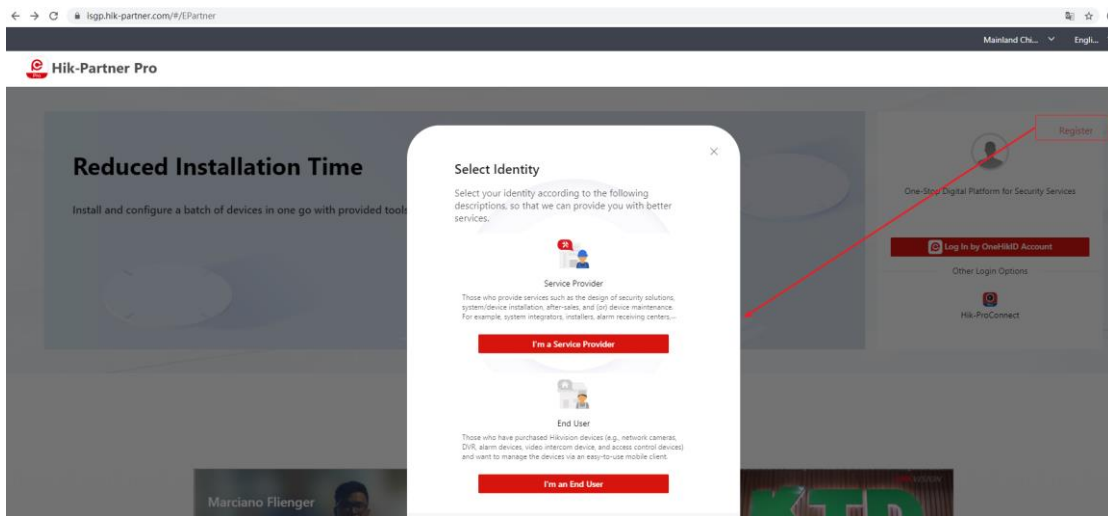 isgp.hik-partner.com/#/EPartner
Mainland Chi...
Engli...
Hik-Partner Pro
Register
Reduced Installation Time
Install and configure a batch of devices in one go with provided tools
Select Identity
Select your identity according to the following
descriptions, so that we can provide you with better
services.
Service Provider
Those who provide services such as the design of security solutions,
system/device installation, after-sales, and (or) device maintenance.
For example, system integrators, installers, alarm receiving centers,...
I'm a Service Provider
End User
Those who have purchased Hikvision devices (e.g., network cameras,
DVR, alarm devices, video intercom device, and access control devices)
and want to manage the devices via an easy-to-use mobile client.
I'm an End User
One-Stop Digital Platform for Security Services
Log In by OneHikID Account
Other Login Options
Hik-ProConnect
Marciano Flienger
KTD